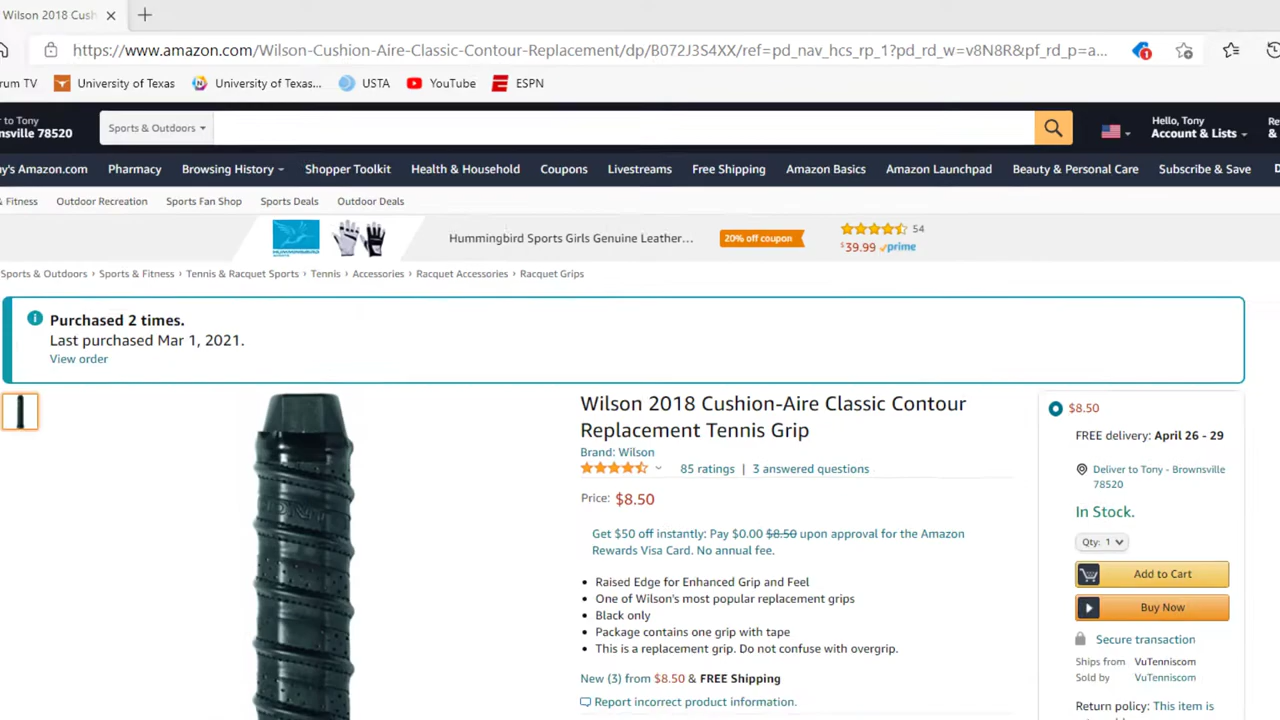 Wilson 2018 Cush
https://www.amazon.com/Wilson-Cushion-Aire-Classic-Contour-Replacement/dp/B072J3S4XX/ref=pd_nav_hcs_rp_1?pd_rd_w=v8N8R&pf_rd_p=a...
1
rum TV University of Texas University of Texas... USTA YouTube ESPN
r to Tony
nsville 78520
Sports & Outdoors
Hello, Tony
Account & Lists
Re
&
y's Amazon.com Pharmacy Browsing History Shopper Toolkit Health & Household Coupons Livestreams Free Shipping Amazon Basics Amazon Launchpad Beauty & Personal Care Subscribe & Save
& Fitness Outdoor Recreation Sports Fan Shop Sports Deals Outdoor Deals
Hummingbird Sports Girls Genuine Leather... 20% off coupon 54
$39.99 prime
Sports & Outdoors › Sports & Fitness › Tennis & Racquet Sports › Tennis › Accessories › Racquet Accessories › Racquet Grips
Purchased 2 times.
Last purchased Mar 1, 2021.
View order
Wilson 2018 Cushion-Aire Classic Contour
Replacement Tennis Grip
Brand: Wilson
85 ratings | 3 answered questions
Price: $8.50
Get $50 off instantly: Pay $0.00 $8.50 upon approval for the Amazon
Rewards Visa Card. No annual fee.
• Raised Edge for Enhanced Grip and Feel
• One of Wilson's most popular replacement grips
• Black only
• Package contains one grip with tape
• This is a replacement grip. Do not confuse with overgrip.
New (3) from $8.50 & FREE Shipping
Report incorrect product information.
$8.50
FREE delivery: April 26 - 29
Deliver to Tony - Brownsville
78520
In Stock.
Qty: 1
Add to Cart
Buy Now
Secure transaction
Ships from VuTenniscom
Sold by VuTenniscom
Return policy: This item is